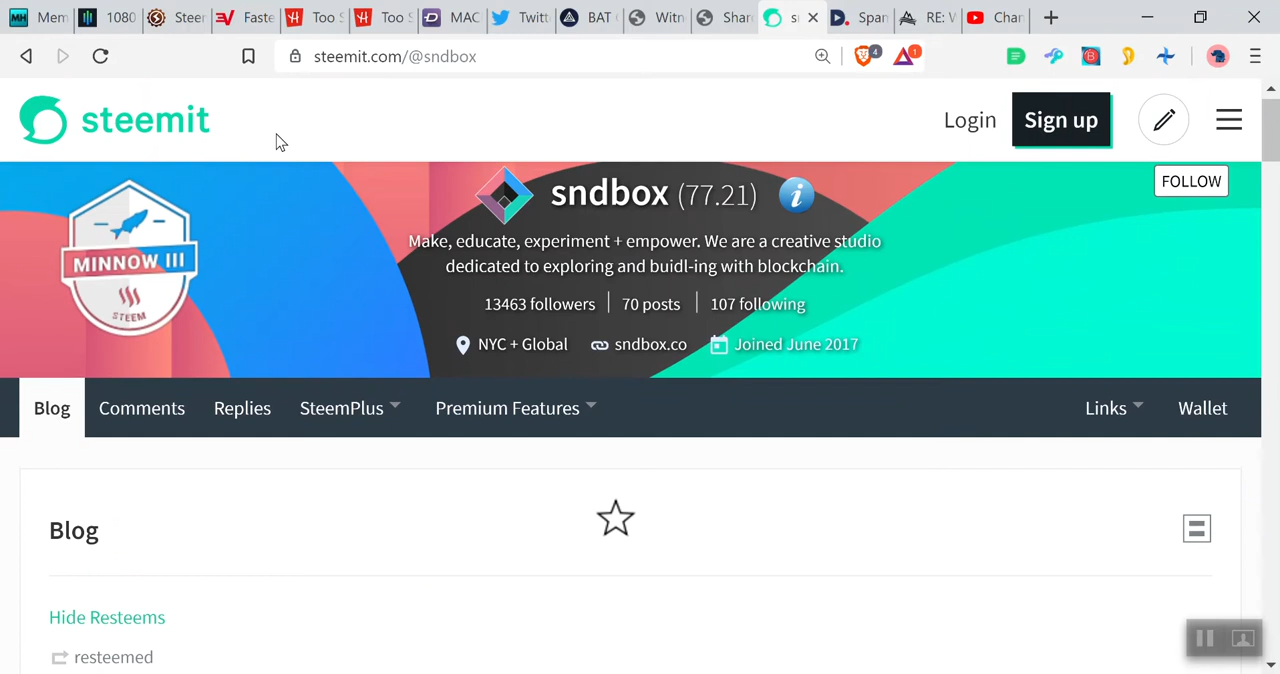 Mem
1080
Steer
Faste
Too S
Too S
MAC
Twitt
BAT
Witn
Shar
s
Span
RE: V
Chan
steemit.com/@sndbox
4
1
steemit
Login
Sign up
FOLLOW
sndbox (77.21)
MINNOW III
STEEM
Make, educate, experiment + empower. We are a creative studio
dedicated to exploring and buidl-ing with blockchain.
13463 followers
70 posts
107 following
NYC + Global
sndbox.co
Joined June 2017
Blog
Comments
Replies
SteemPlus
Premium Features
Links
Wallet
Blog
Hide Resteems
resteemed